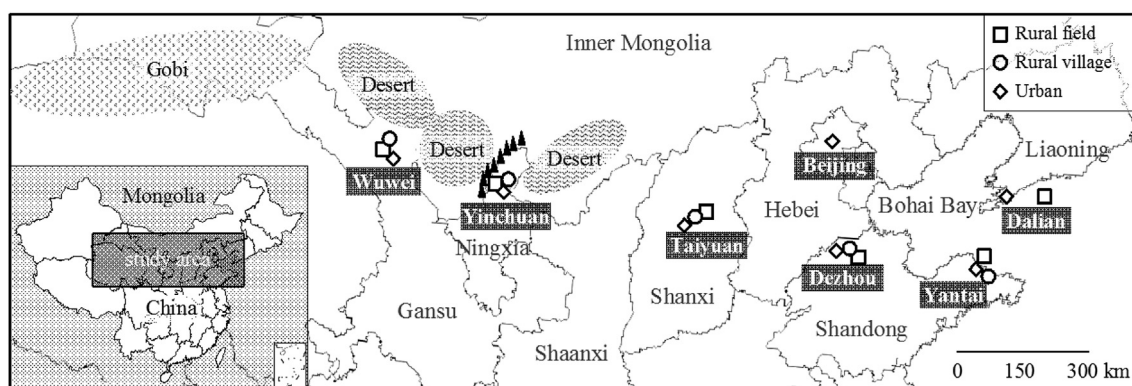 Inner Mongolia
Rural field
Rural village
Urban
Gobi
Desert
Desert
Desert
Wuwei
Yinchuan
Ningxia
Gansu
Shaanxi
Taiyuan
Shanxi
Beijing
Hebei
Dezhou
Shandong
Bohai Bay
Yantai
Liaoning
Dalian
Mongolia
study area
China
0 150 300 km